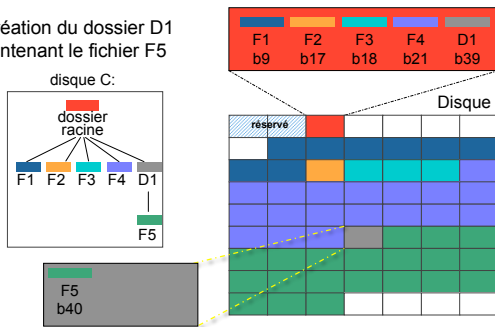 réation du dossier D1
ntenant le fichier F5
disque C:
dossier
racine
F1 F2 F3 F4 D1
F5
F5
b40
F1 F2 F3 F4 D1
b9 b17 b18 b21 b39
Disque
réservé